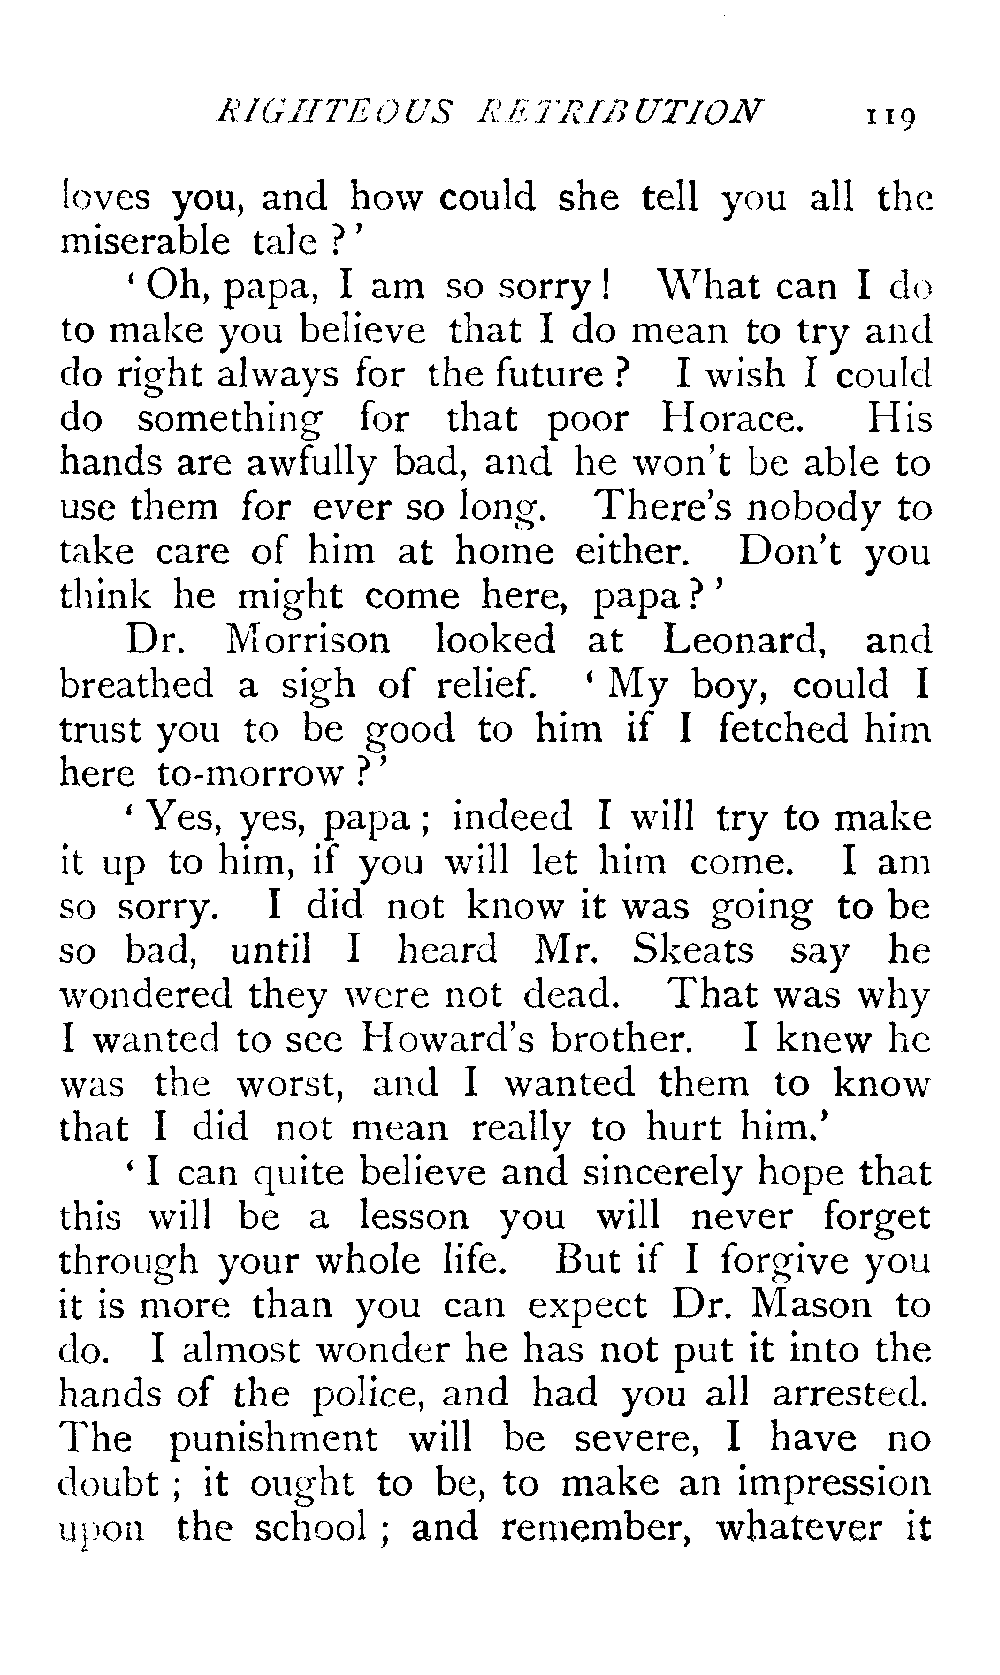 RIGHTEOUS RETRIBUTION 119
loves you, and how could she tell you all the
miserable tale ?'
' Oh, papa, I am so sorry ! What can I do
to make you believe that I do mean to try and
do right always for the future ? I wish I could
do something for that poor Horace. His
hands are awfully bad, and he won't be able to
use them for ever so long. There's nobody to
take care of him at home either. Don't you
think he might come here, papa ? '
Dr. Morrison looked at Leonard, and
breathed a sigh of relief. ' My boy, could I
trust you to be good to him if I fetched him
here to-morrow ?'
' Yes, yes, papa ; indeed I will try to make
it up to him, if you will let him come. I am
so sorry. I did not know it was going to be
so bad, until I heard Mr. Skeats say he
wondered they were not dead. That was why
I wanted to see Howard's brother. I knew he
was the worst, and I wanted them to know
that I did not mean really to hurt him.'
' I can quite believe and sincerely hope that
this will be a lesson you will never forget
through your whole life. But if I forgive you
it is more than you can expect Dr. Mason to
do. I almost wonder he has not put it into the
hands of the police, and had you all arrested.
The punishment will be severe, I have no
doubt ; it ought to be, to make an impression
upon the school ; and remember, whatever it